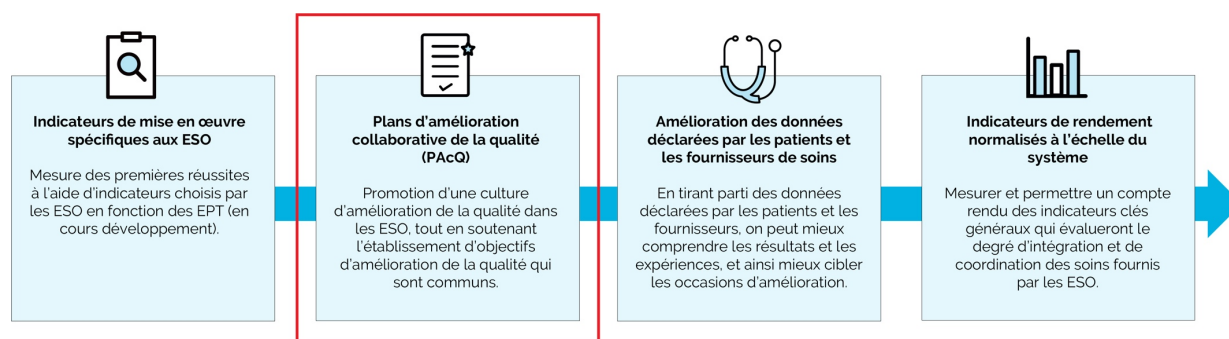 Indicateurs de mise en œuvre
spécifiques aux ESO
Mesure des premières réussites
à l'aide d'indicateurs choisis par
les ESO en fonction des EPT (en
cours développement).
Plans d'amélioration
collaborative de la qualité
(PAcQ)
Promotion d'une culture
d'amélioration de la qualité dans
les ESO, tout en soutenant
l'établissement d'objectifs
d'amélioration de la qualité qui
sont communs.
Amélioration des données
déclarées par les patients et
les fournisseurs de soins
En tirant parti des données
déclarées par les patients et les
fournisseurs, on peut mieux
comprendre les résultats et les
expériences, et ainsi mieux cibler
les occasions d'amélioration.
Indicateurs de rendement
normalisés à l'échelle du
système
Mesurer et permettre un compte
rendu des indicateurs clés
généraux qui évalueront le
degré d'intégration et de
coordination des soins fournis
par les ESO.